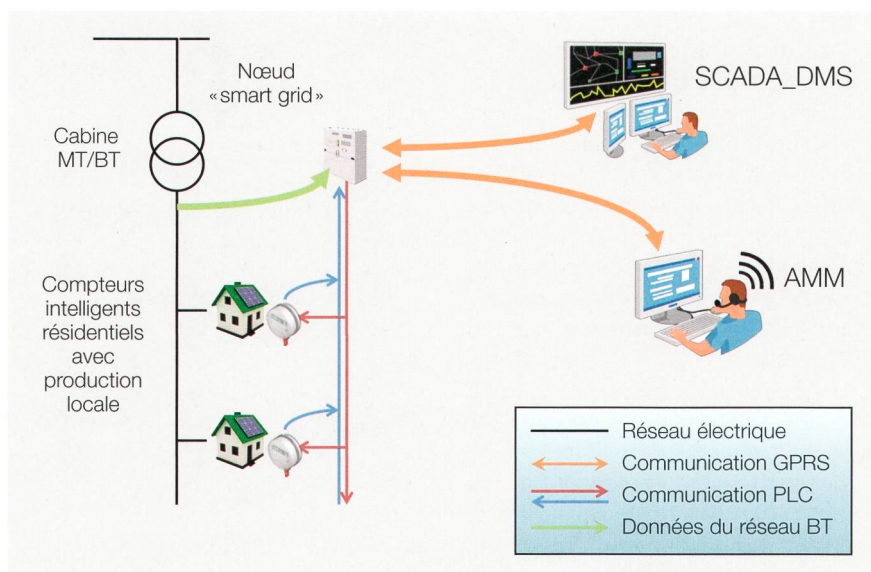 Nœud
«smart grid»
SCADA_DMS
Cabine
MT/BT
AMM
Compteurs
intelligents
résidentiels
avec
production
locale
Réseau électrique
Communication GPRS
Communication PLC
Données du réseau BT